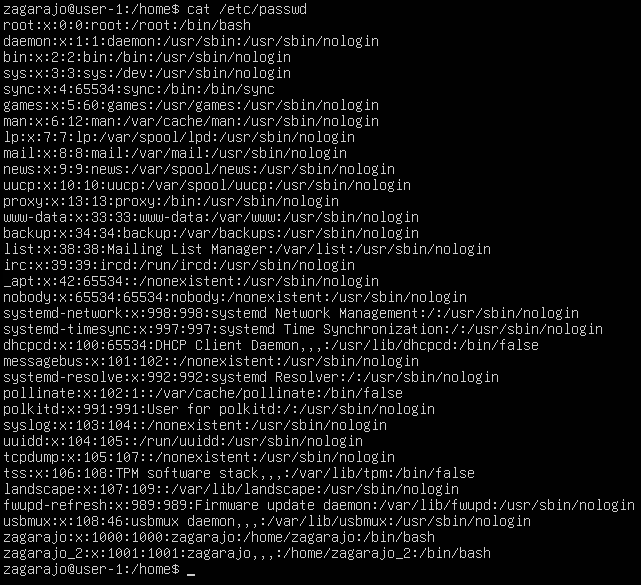 zagarajo@user-1:/home$ cat /etc/passwd
root:x:0:0:root:/root:/bin/bash
daemon:x:1:1:daemon:/usr/sbin:/usr/sbin/nologin
bin:x:2:2:bin:/bin:/usr/sbin/nologin
sys:x:3:3:sys:/dev:/usr/sbin/nologin
sync:x:4:65534:sync:/bin:/bin/sync
games:x:5:60:games:/usr/games:/usr/sbin/nologin
man:x:6:12:man:/var/cache/man:/usr/sbin/nologin
lp:x:7:7:lp:/var/spool/lpd:/usr/sbin/nologin
mail:x:8:8:mail:/var/mail:/usr/sbin/nologin
news:x:9:9:news:/var/spool/news:/usr/sbin/nologin
uucp:x:10:10:uucp:/var/spool/uucp:/usr/sbin/nologin
proxy:x:13:13:proxy:/bin:/usr/sbin/nologin
www-data:x:33:33:www-data:/var/www:/usr/sbin/nologin
backup:x:34:34:backup:/var/backups:/usr/sbin/nologin
list:x:38:38:Mailing List Manager:/var/list:/usr/sbin/nologin
irc:x:39:39:ircd:/run/ircd:/usr/sbin/nologin
_apt:x:42:65534::/nonexistent:/usr/sbin/nologin
nobody:x:65534:65534:nobody:/nonexistent:/usr/sbin/nologin
systemd-network:x:998:998:systemd Network Management:/:/usr/sbin/nologin
systemd-timesync:x:997:997:systemd Time Synchronization:/:/usr/sbin/nologin
dhcpcd:x:100:65534:DHCP Client Daemon,,,:/usr/lib/dhcpcd:/bin/false
messagebus:x:101:102::/nonexistent:/usr/sbin/nologin
systemd-resolve:x:992:992:systemd Resolver:/:/usr/sbin/nologin
pollinate:x:102:1::/var/cache/pollinate:/bin/false
polkitd:x:991:991:User for polkitd:/:/usr/sbin/nologin
syslog:x:103:104::/nonexistent:/usr/sbin/nologin
uuidd:x:104:105::/run/uuidd:/usr/sbin/nologin
tcpdump:x:105:107::/nonexistent:/usr/sbin/nologin
tss:x:106:108:TPM software stack,,,:/var/lib/tpm:/bin/false
landscape:x:107:109::/var/lib/landscape:/usr/sbin/nologin
fwupd-refresh:x:989:989:Firmware update daemon:/var/lib/fwupd:/usr/sbin/nologin
usbmux:x:108:46:usbmux daemon,,,:/var/lib/usbmux:/usr/sbin/nologin
zagarajo:x:1000:1000:zagarajo:/home/zagarajo:/bin/bash
zagarajo_2:x:1001:1001:zagarajo,,,:/home/zagarajo_2:/bin/bash
zagarajo@user-1:/home$ _